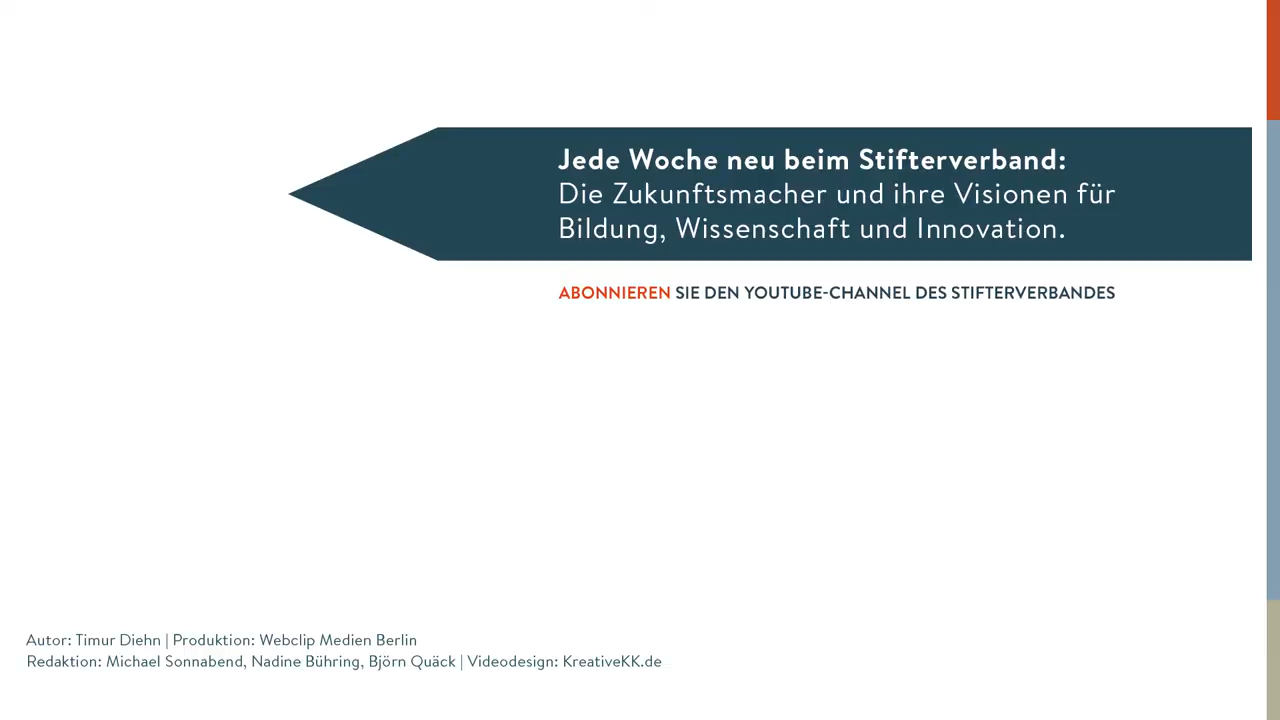 Jede Woche neu beim Stifterverband:
Die Zukunftsmacher und ihre Visionen für
Bildung, Wissenschaft und Innovation.
ABONNIEREN SIE DEN YOUTUBE-CHANNEL DES STIFTERVERBANDES
Autor: Timur Diehn | Produktion: Webclip Medien Berlin
Redaktion: Michael Sonnabend, Nadine Bühring, Björn Quäck | Videodesign: KreativeKK.de